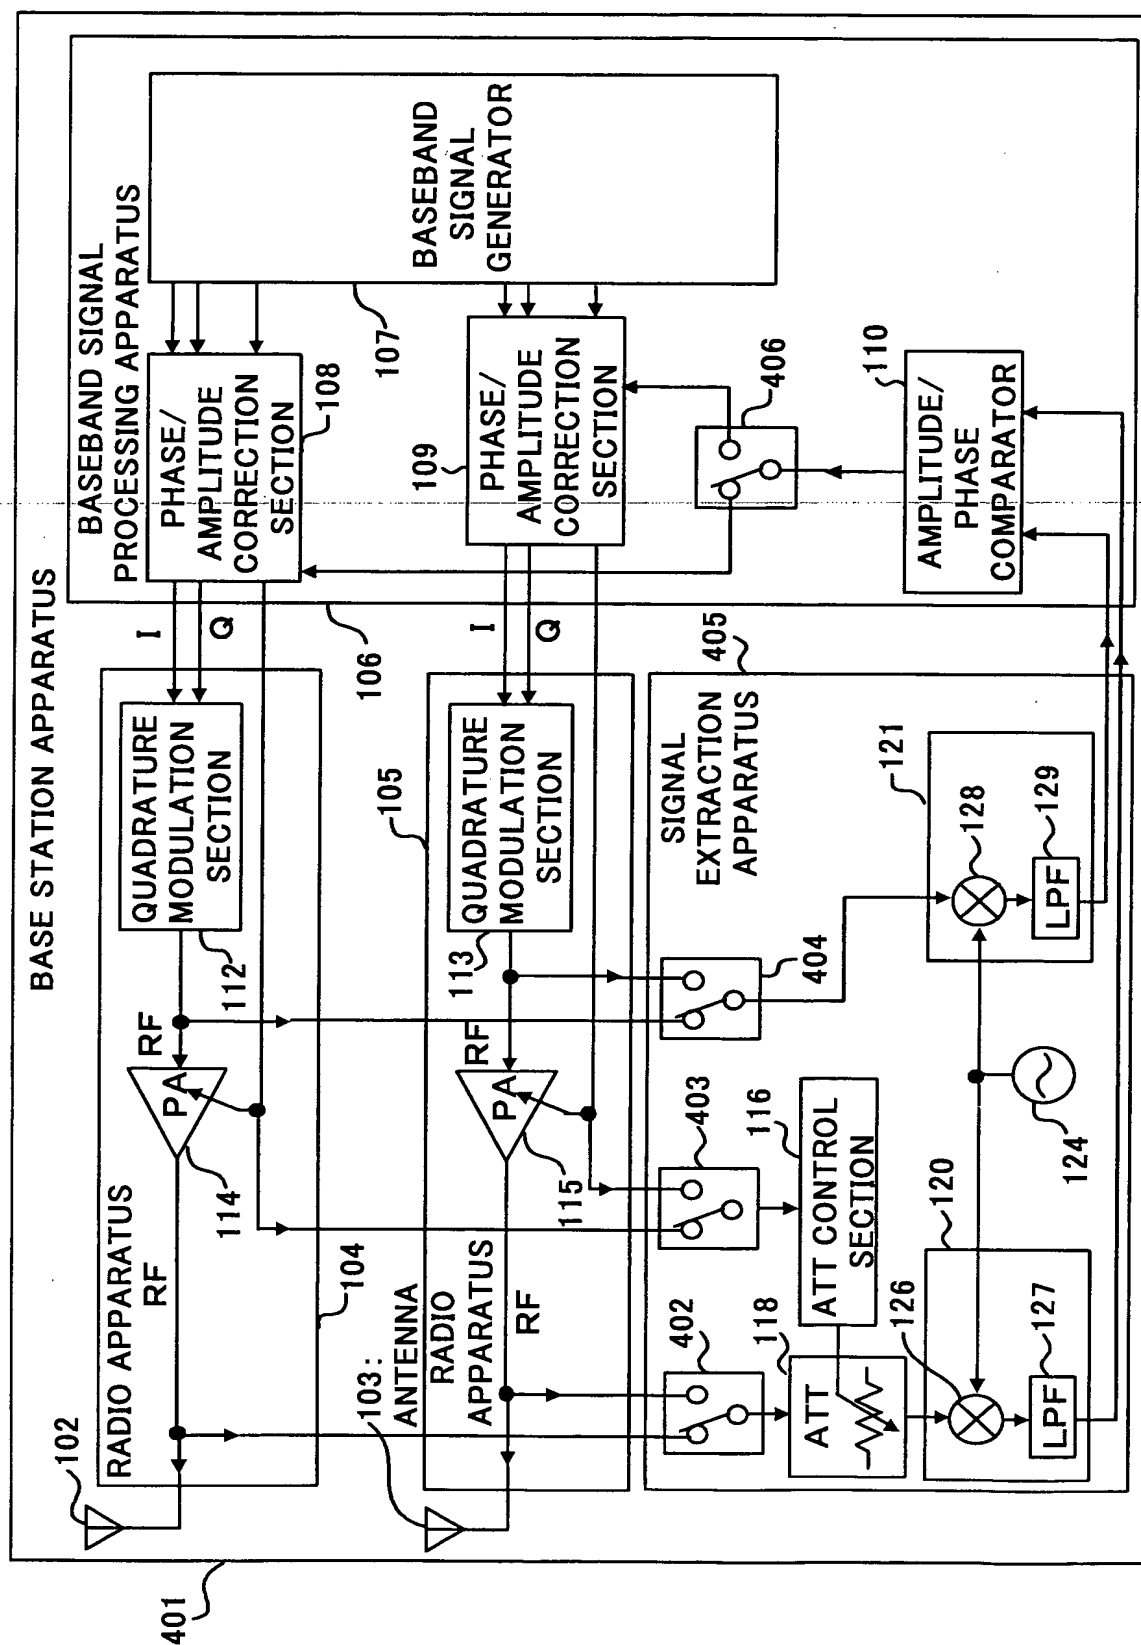 401
BASE STATION APPARATUS
102
RADIO APPARATUS
RF
104
114
PA
RF
112
QUADRATURE
MODULATION
SECTION
I
Q
106
BASEBAND SIGNAL
PROCESSING APPARATUS
PHASE/
AMPLITUDE
CORRECTION
SECTION
108
107
BASEBAND
SIGNAL
GENERATOR
103:
ANTENNA
RADIO
APPARATUS
RF
115
PA
RF
113
105
QUADRATURE
MODULATION
SECTION
I
Q
109
PHASE/
AMPLITUDE
CORRECTION
SECTION
406
110
AMPLITUDE/
PHASE
COMPARATOR
405
SIGNAL
EXTRACTION
APPARATUS
402
403
404
118
ATT
116
ATT CONTROL
SECTION
120
126
127
LPF
124
121
128
129
LPF